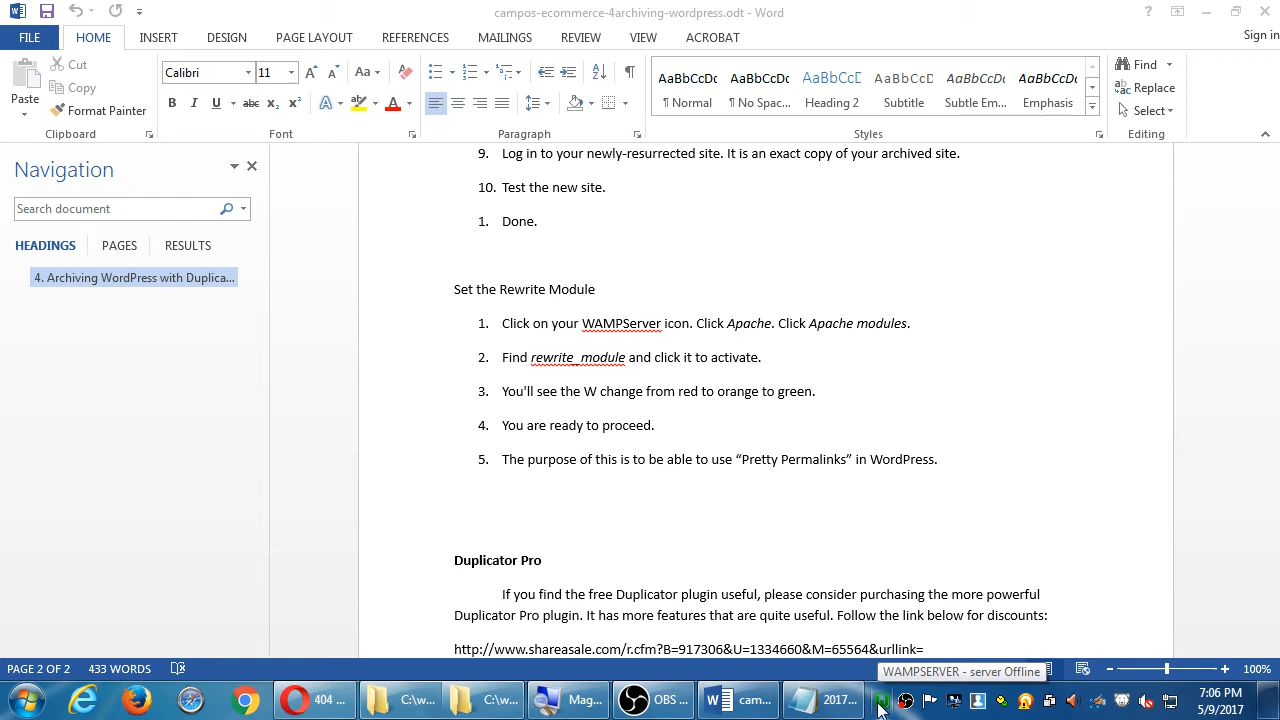 campos-ecommerce-4archiving-wordpress.odt - Word
Sign in
FILE HOME INSERT DESIGN PAGE LAYOUT REFERENCES MAILINGS REVIEW VIEW ACROBAT
Paste
Cut
Copy
Format Painter
Clipboard
Calibri 11
Font
Paragraph
AaBbCcDc AaBbCcDc AaBbCcD AaBbCcD AaBbCcDc AaBbCcDc
¶ Normal ¶ No Spac... Heading 2 Subtitle Subtle Em... Emphasis
Styles
Find
Replace
Select
Editing
Navigation
Search document
HEADINGS PAGES RESULTS
4. Archiving WordPress with Duplica...
9. Log in to your newly-resurrected site. It is an exact copy of your archived site.
10. Test the new site.
1. Done.
Set the Rewrite Module
1. Click on your WAMPServer icon. Click Apache. Click Apache modules.
2. Find rewrite_module and click it to activate.
3. You'll see the W change from red to orange to green.
4. You are ready to proceed.
5. The purpose of this is to be able to use “Pretty Permalinks” in WordPress.
Duplicator Pro
If you find the free Duplicator plugin useful, please consider purchasing the more powerful
Duplicator Pro plugin. It has more features that are quite useful. Follow the link below for discounts:
http://www.shareasale.com/r.cfm?B=917306&U=1334660&M=65564&urllink=
PAGE 2 OF 2 433 WORDS
WAMPSERVER - server Offline
100%
404 ... C:\w... C:\w... Mag... OBS ... cam... 2017...
7:06 PM
5/9/2017